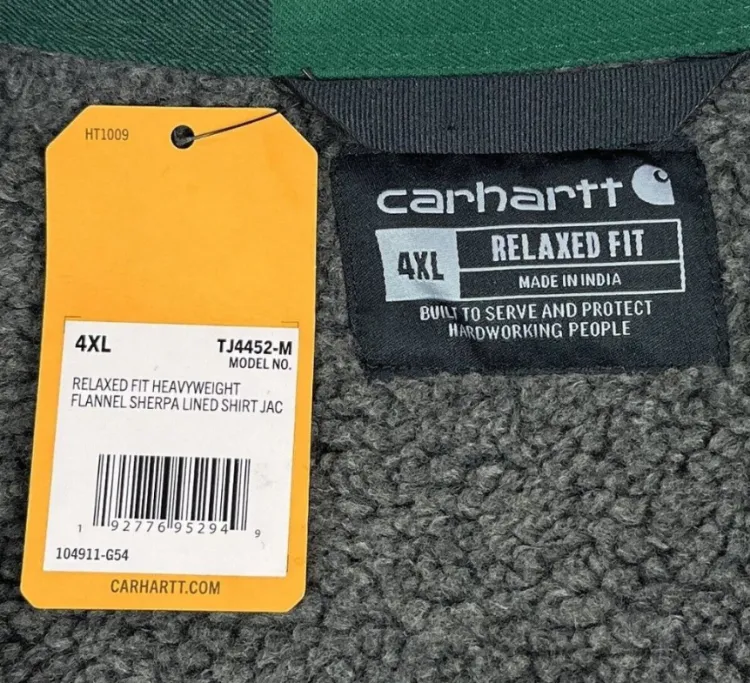 HT1009
4XL TJ4452-M
MODEL NO.
RELAXED FIT HEAVYWEIGHT
FLANNEL SHERPA LINED SHIRT JAC
1 92776 95294 9
104911-G54
CARHARTT.COM
carhartt
4XL RELAXED FIT
MADE IN INDIA
BUILT TO SERVE AND PROTECT
HARDWORKING PEOPLE